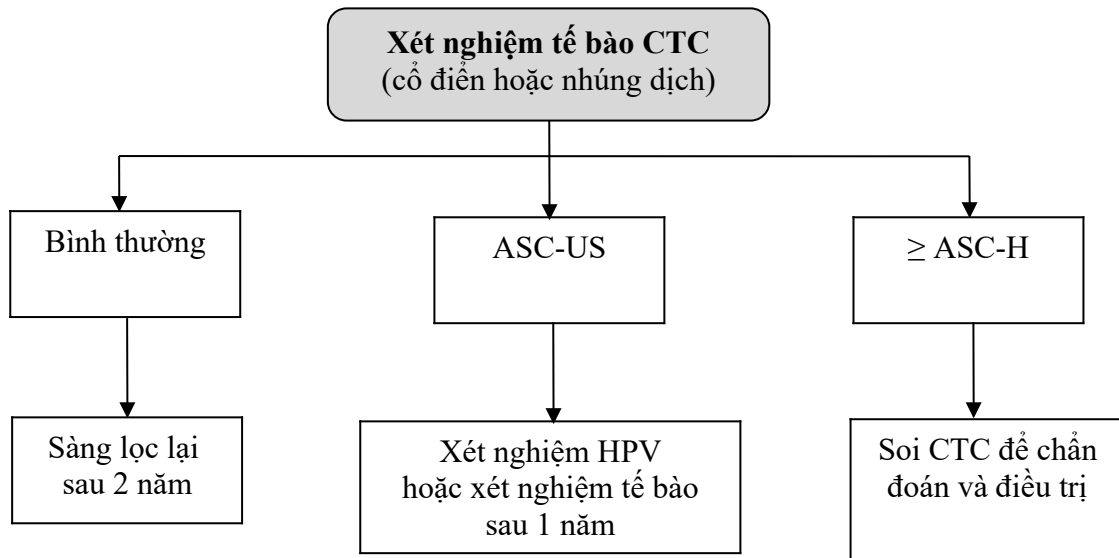 Xét nghiệm tế bào CTC
(cổ điển hoặc nhúng dịch)
Bình thường
ASC-US
≥ ASC-H
Sàng lọc lại
sau 2 năm
Xét nghiệm HPV
hoặc xét nghiệm tế bào
sau 1 năm
Soi CTC để chẩn
đoán và điều trị